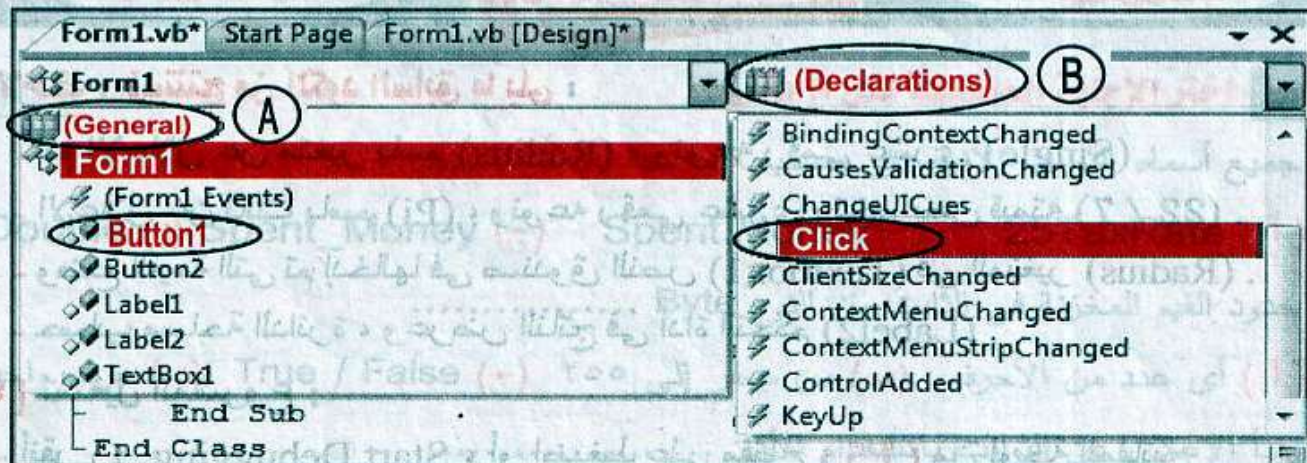 Form1.vb* Start Page Form1.vb [Design]*
Form1
(General) A
Form1
(Form1 Events)
Button1
Button2
Label1
Label2
TextBox1
End Sub
End Class
(Declarations) B
BindingContextChanged
CausesValidationChanged
ChangeUICues
Click
ClientSizeChanged
ContextMenuChanged
ContextMenuStripChanged
ControlAdded
KeyUp